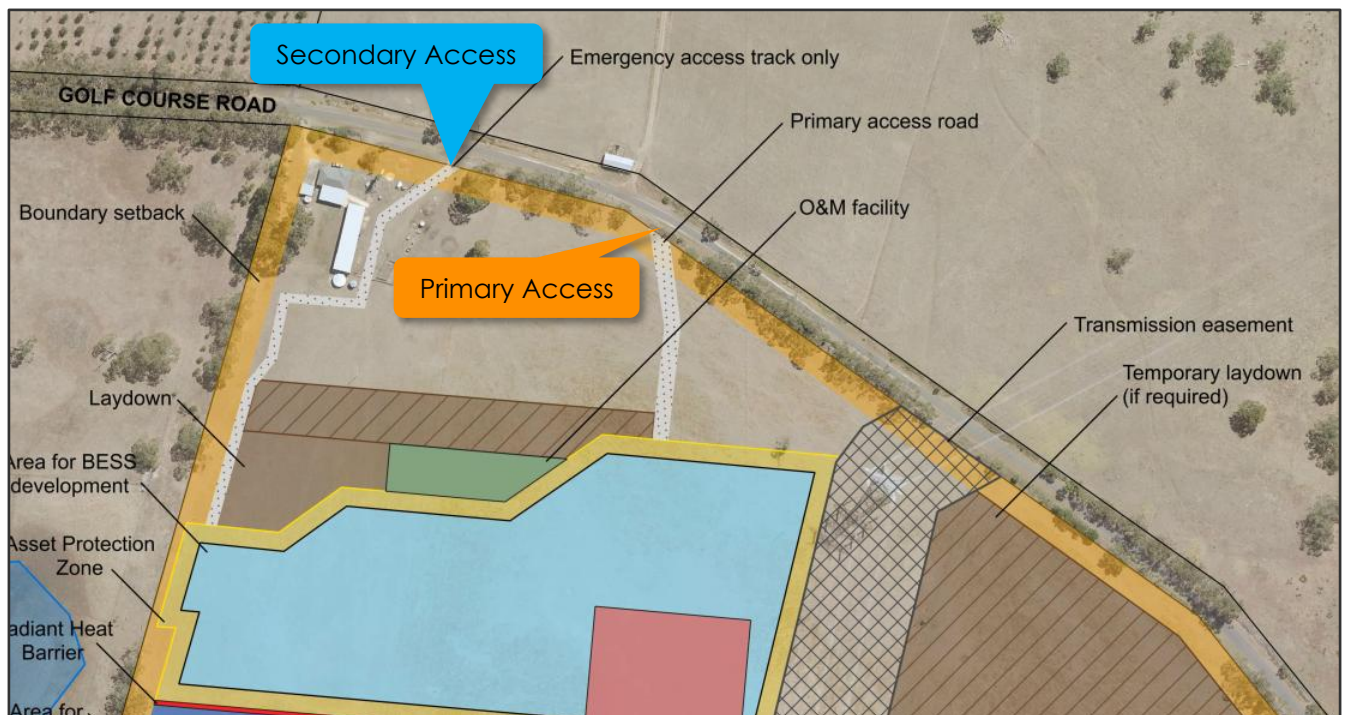 Secondary Access
Emergency access track only
GOLF COURSE ROAD
Primary access road
Boundary setback
O&M facility
Primary Access
Transmission easement
Temporary laydown
(if required)
Laydown
Area for BESS
development
Asset Protection
Zone
adiant Heat
Barrier
Area for